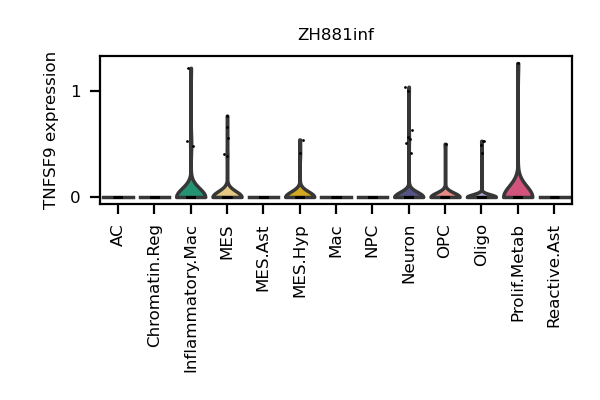 ZH881inf
TNFSF9 expression
1
0
AC
Chromatin.Reg
Inflammatory.Mac
MES
MES.Ast
MES.Hyp
Mac
NPC
Neuron
OPC
Oligo
Prolif.Metab
Reactive.Ast